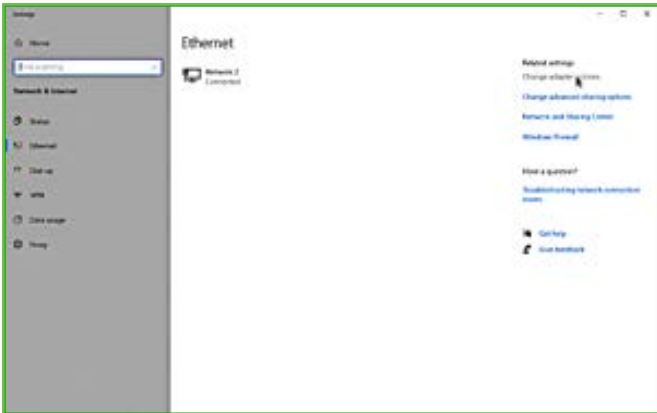 Settings
Home
Find a setting
Network & Internet
Status
Ethernet
Dial-up
VPN
Data usage
Proxy
Ethernet
Network 2
Connected
Related settings
Change adapter options
Change advanced sharing options
Network and Sharing Center
Windows Firewall
Have a question?
Troubleshooting network connection
issues
Get help
Give feedback